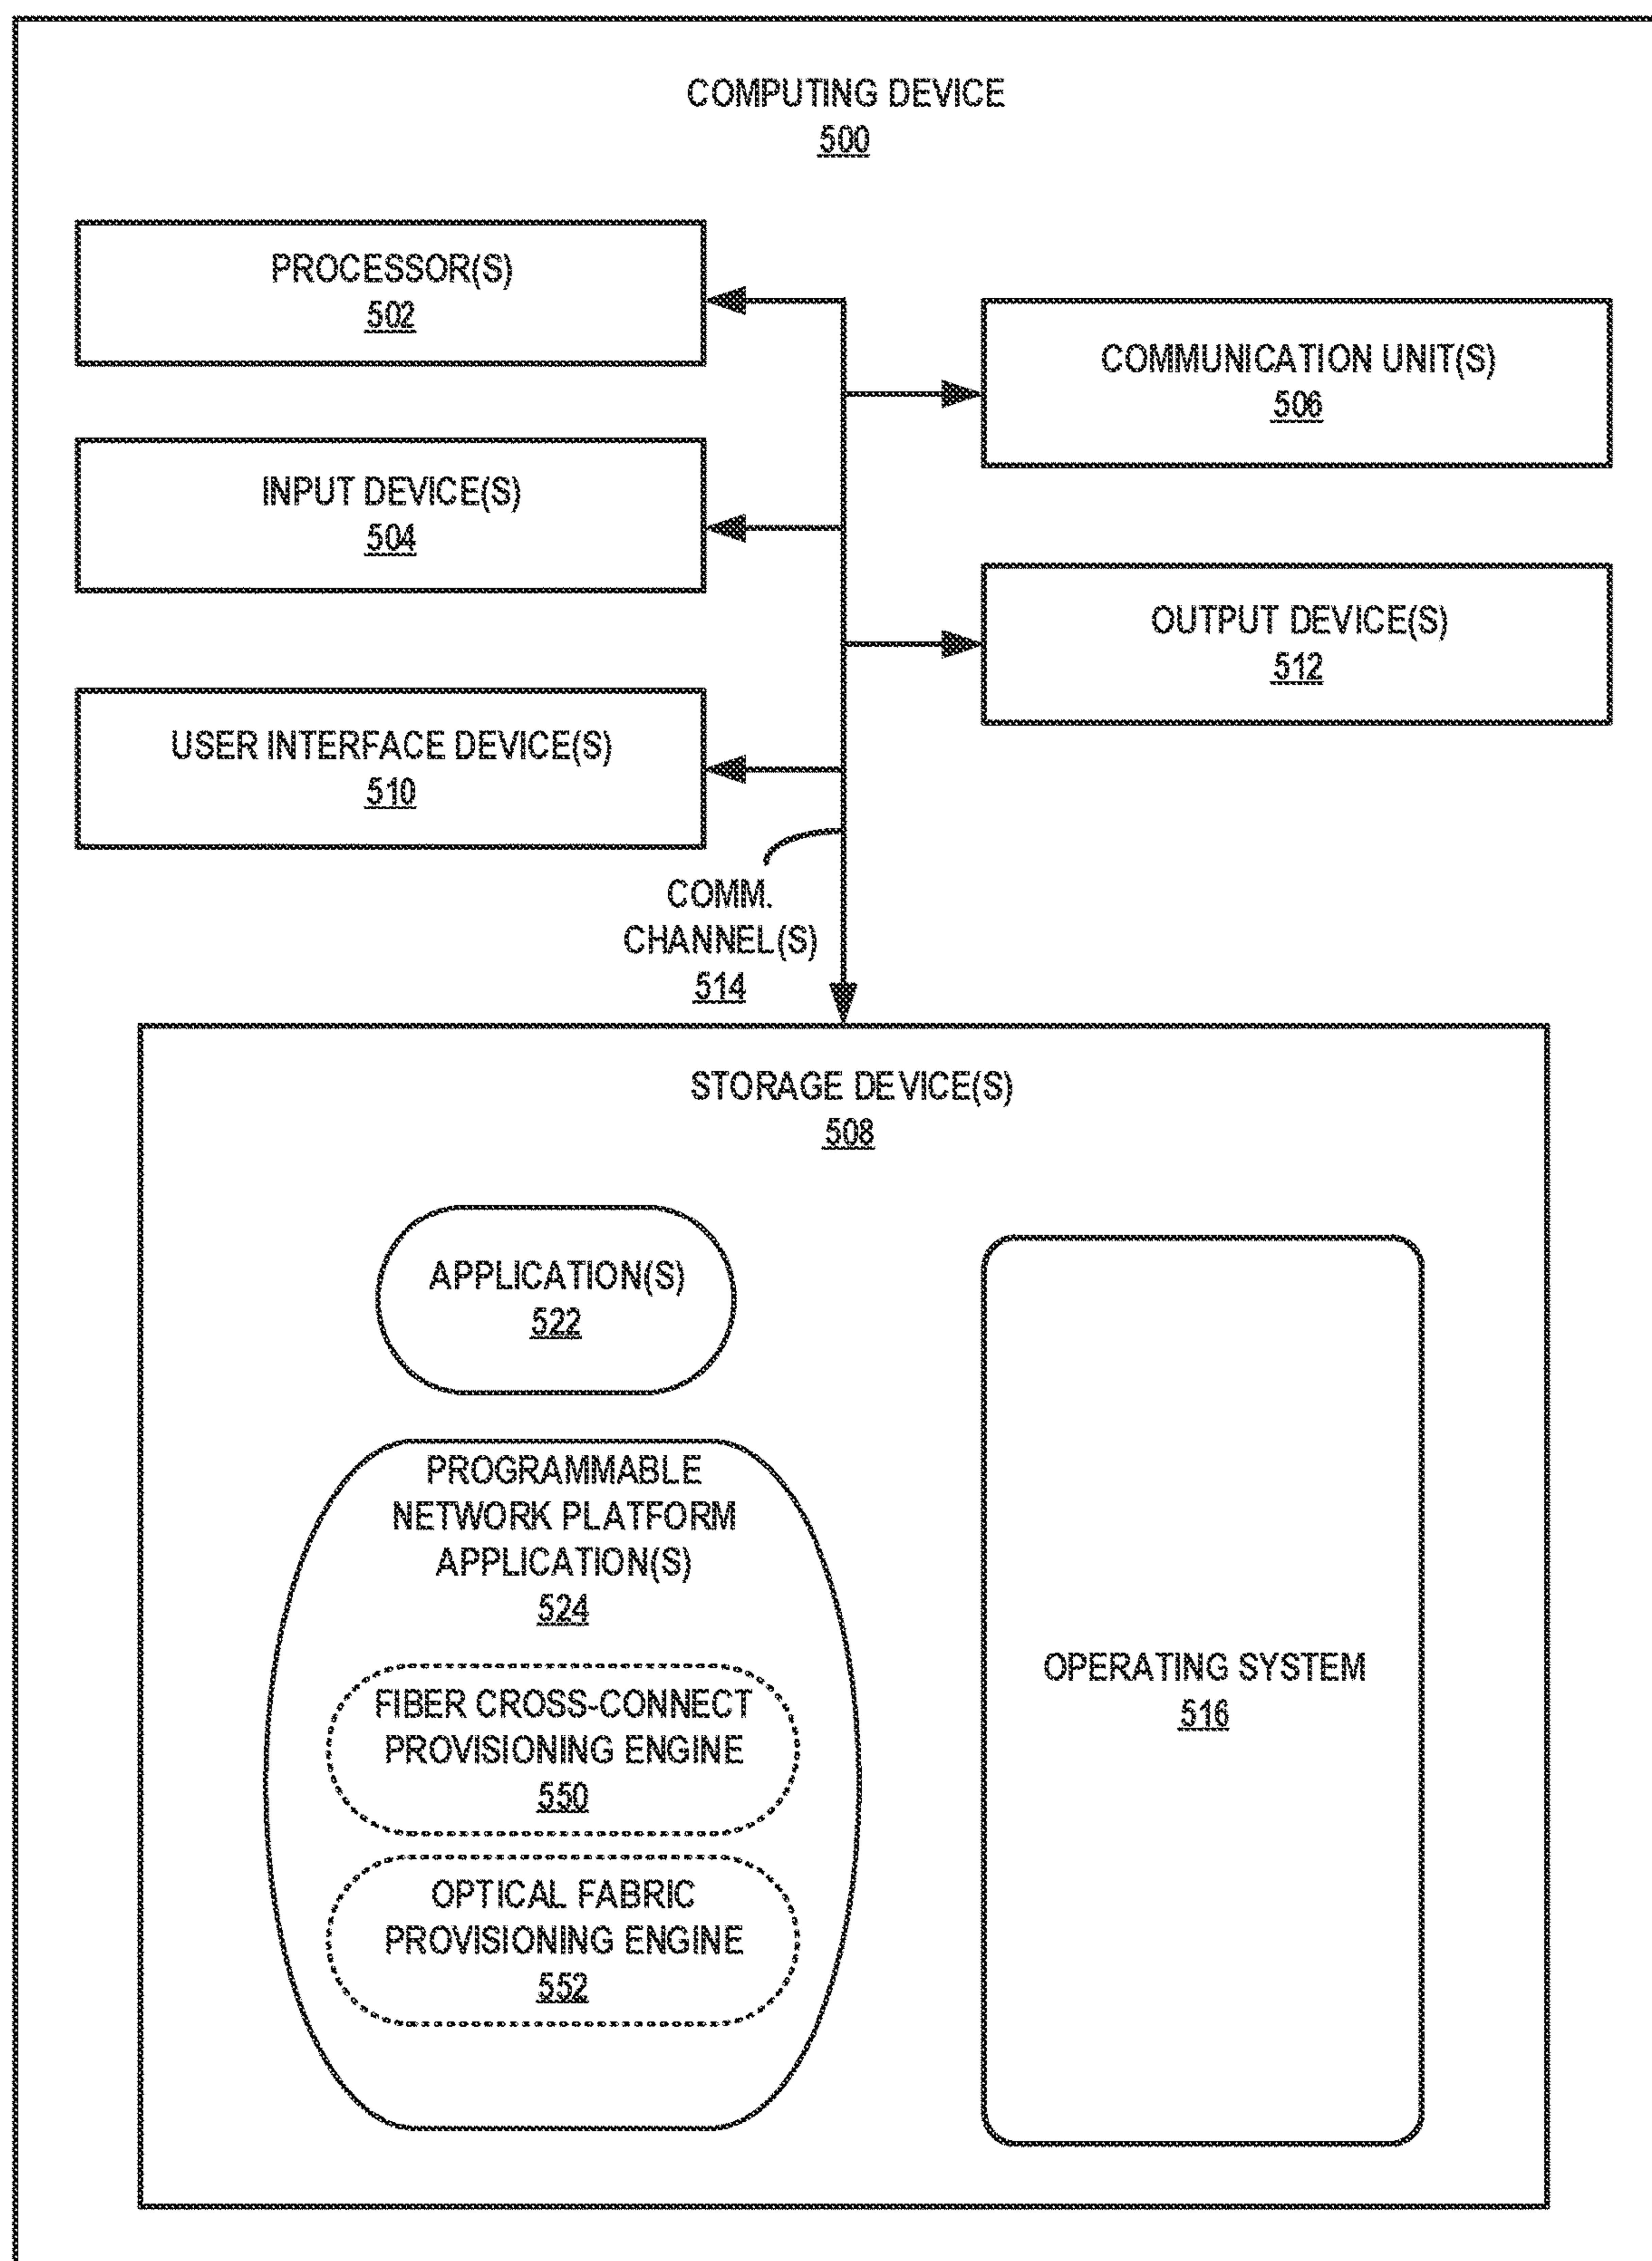 COMPUTING DEVICE
500
PROCESSOR(S)
502
COMMUNICATION UNIT(S)
506
INPUT DEVICE(S)
504
OUTPUT DEVICE(S)
512
USER INTERFACE DEVICE(S)
510
COMM.
CHANNEL(S)
514
STORAGE DEVICE(S)
508
APPLICATION(S)
522
PROGRAMMABLE
NETWORK PLATFORM
APPLICATION(S)
524
FIBER CROSS-CONNECT
PROVISIONING ENGINE
550
OPTICAL FABRIC
PROVISIONING ENGINE
552
OPERATING SYSTEM
516